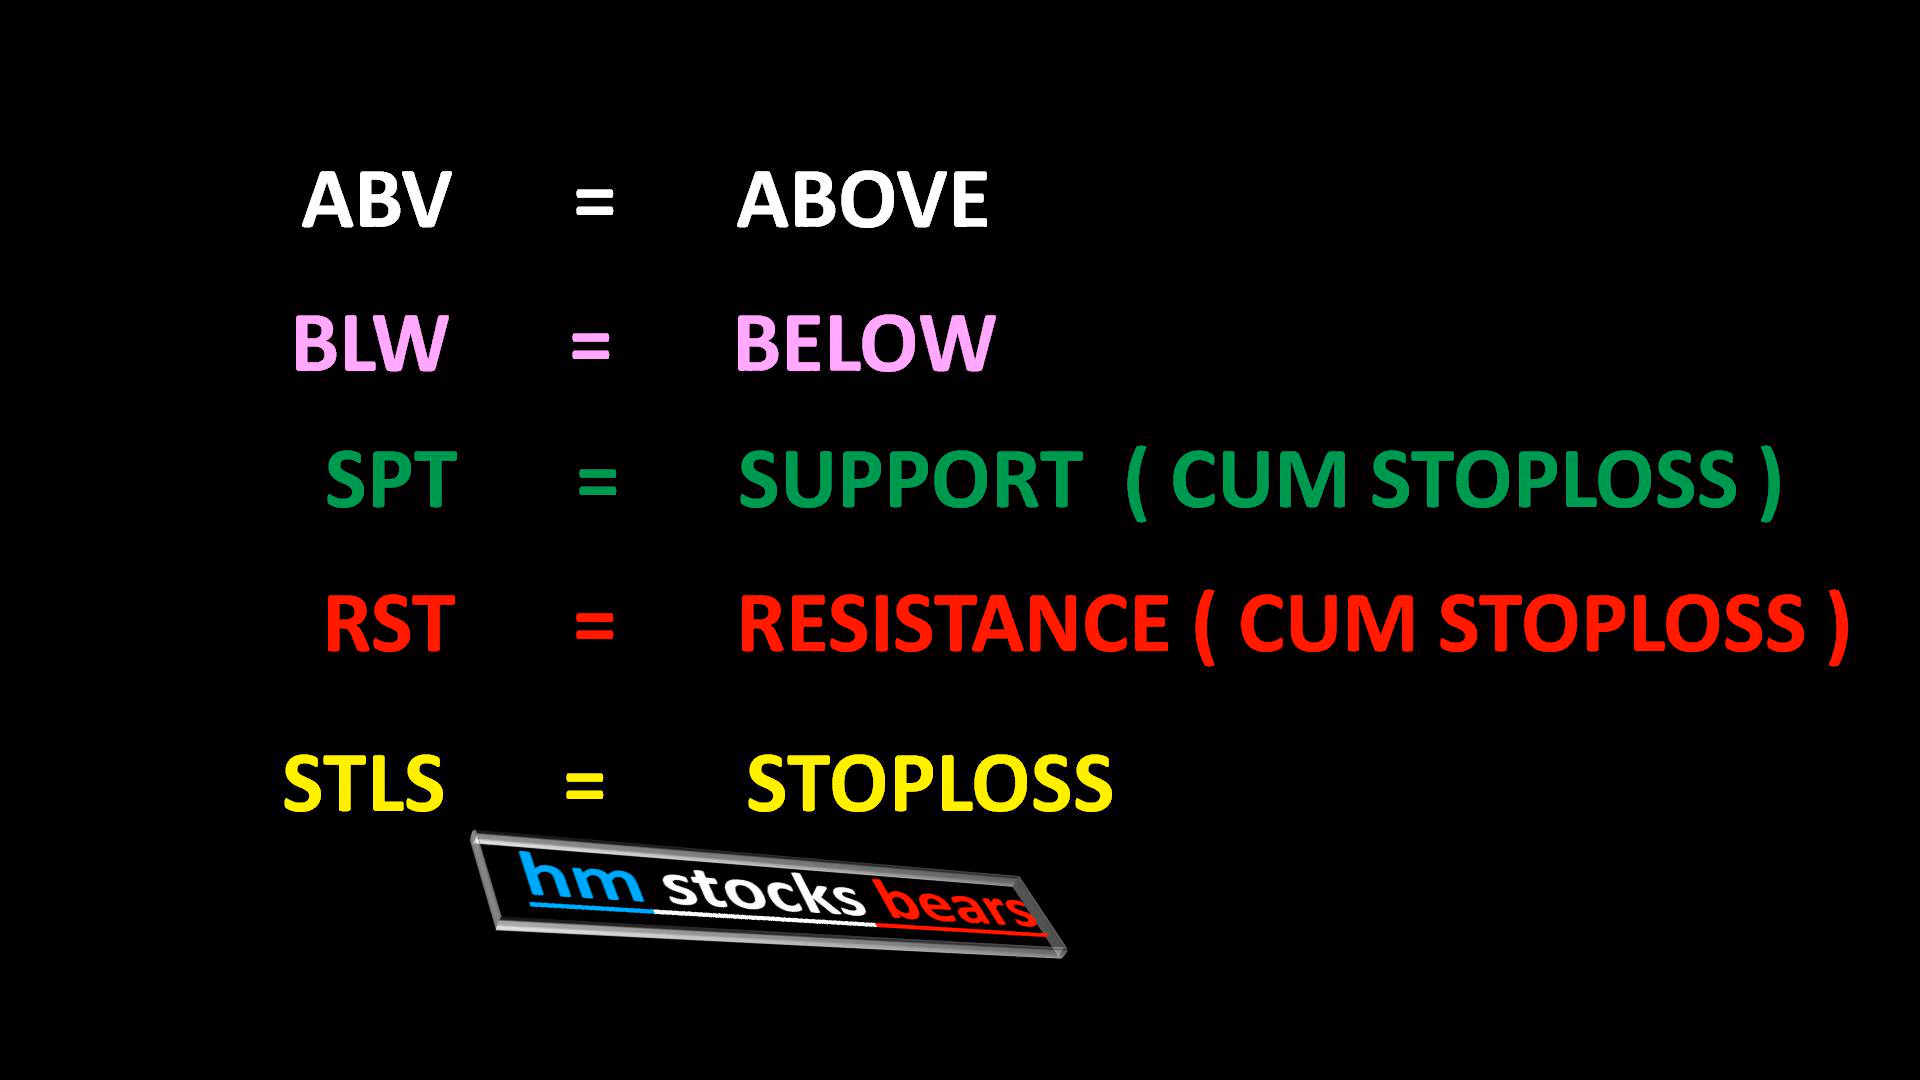 ABV = ABOVE
BLW = BELOW
SPT = SUPPORT ( CUM STOPLOSS )
RST = RESISTANCE ( CUM STOPLOSS )
STLS = STOPLOSS
hm stocks bears